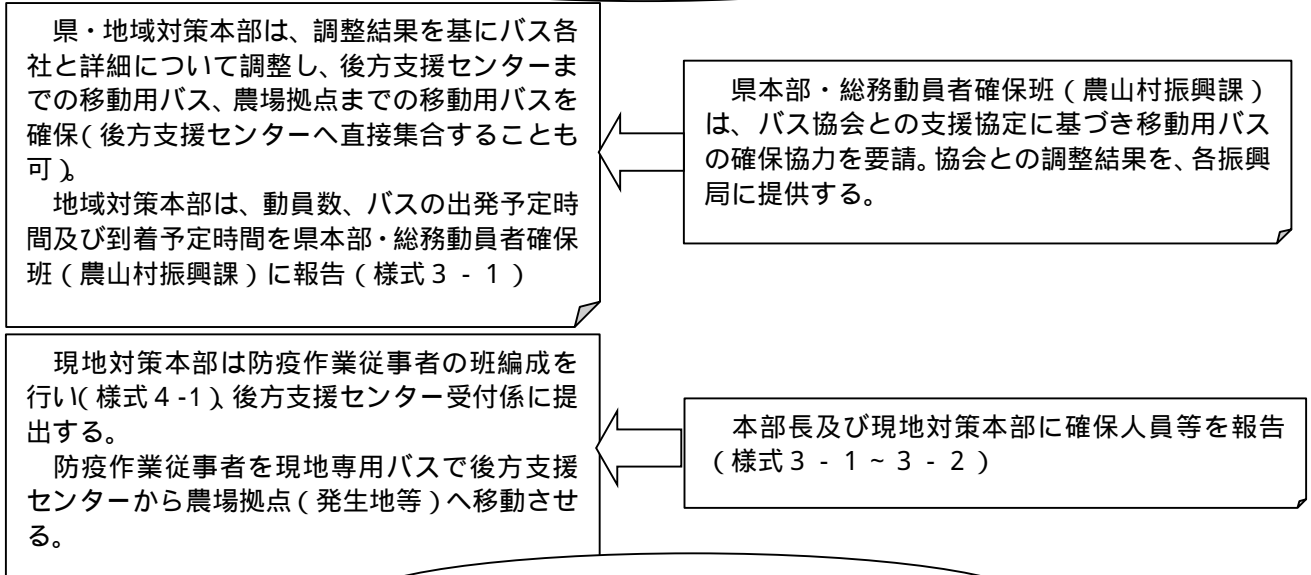 県・地域対策本部は、調整結果を基にバス各
社と詳細について調整し、後方支援センターま
での移動用バス、農場拠点までの移動用バスを
確保(後方支援センターへ直接集合することも
可)。
地域対策本部は、動員数、バスの出発予定時
間及び到着予定時間を県本部・総務動員者確保
班(農山村振興課)に報告(様式3-1)
県本部・総務動員者確保班(農山村振興課)
は、バス協会との支援協定に基づき移動用バス
の確保協力を要請。協会との調整結果を、各振興
局に提供する。
現地対策本部は防疫作業従事者の班編成を
行い(様式4-1)、後方支援センター受付係に提
出する。
防疫作業従事者を現地専用バスで後方支援
センターから農場拠点(発生地等)へ移動させ
る。
本部長及び現地対策本部に確保人員等を報告
(様式3-1~3-2)